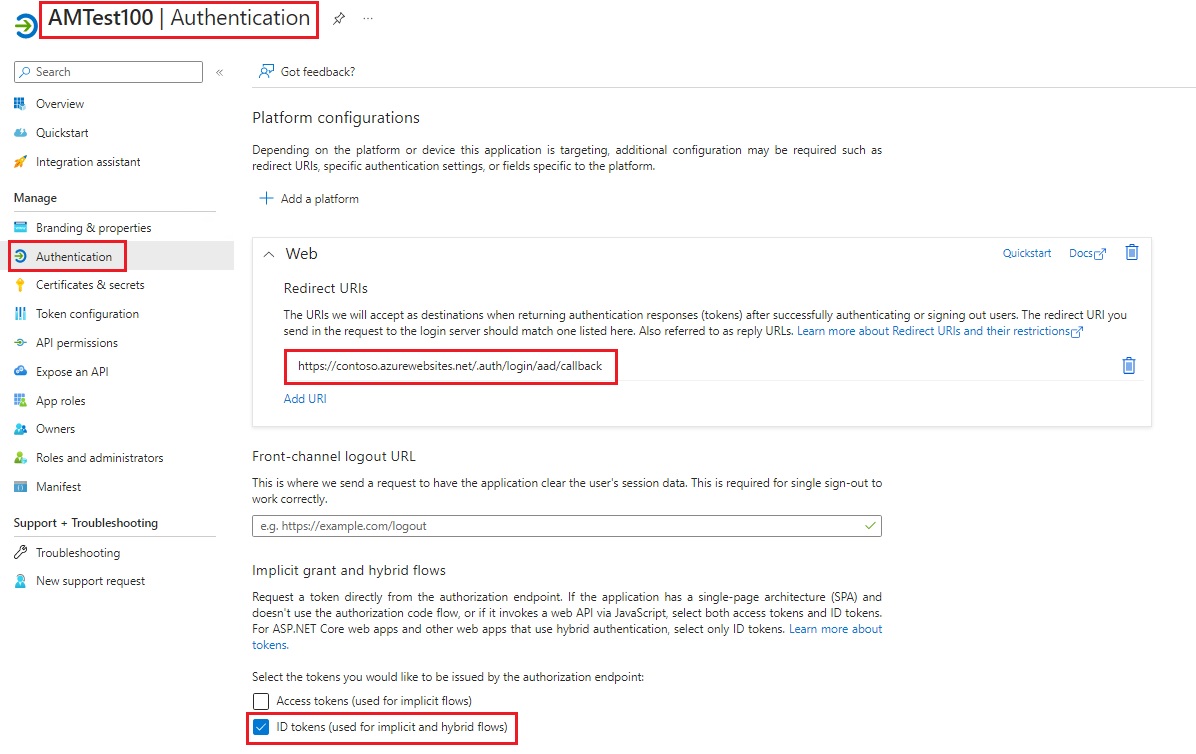 AMTest100 | Authentication
Search
Overview
Quickstart
Integration assistant
Manage
Branding & properties
Authentication
Certificates & secrets
Token configuration
API permissions
Expose an API
App roles
Owners
Roles and administrators
Manifest
Support + Troubleshooting
Troubleshooting
New support request
Got feedback?
Platform configurations
Depending on the platform or device this application is targeting, additional configuration may be required such as
redirect URIs, specific authentication settings, or fields specific to the platform.
Add a platform
Web
Quickstart
Docs
Redirect URIs
The URIs we will accept as destinations when returning authentication responses (tokens) after successfully authenticating or signing out users. The redirect URI you
send in the request to the login server should match one listed here. Also referred to as reply URLs. Learn more about Redirect URIs and their restrictions
https://contoso.azurewebsites.net/.auth/login/aad/callback
Add URI
Front-channel logout URL
This is where we send a request to have the application clear the user's session data. This is required for single sign-out to
work correctly.
e.g. https://example.com/logout
Implicit grant and hybrid flows
Request a token directly from the authorization endpoint. If the application has a single-page architecture (SPA) and
doesn't use the authorization code flow, or if it invokes a web API via JavaScript, select both access tokens and ID tokens.
For ASP.NET Core web apps and other web apps that use hybrid authentication, select only ID tokens. Learn more about
tokens.
Select the tokens you would like to be issued by the authorization endpoint:
Access tokens (used for implicit flows)
ID tokens (used for implicit and hybrid flows)